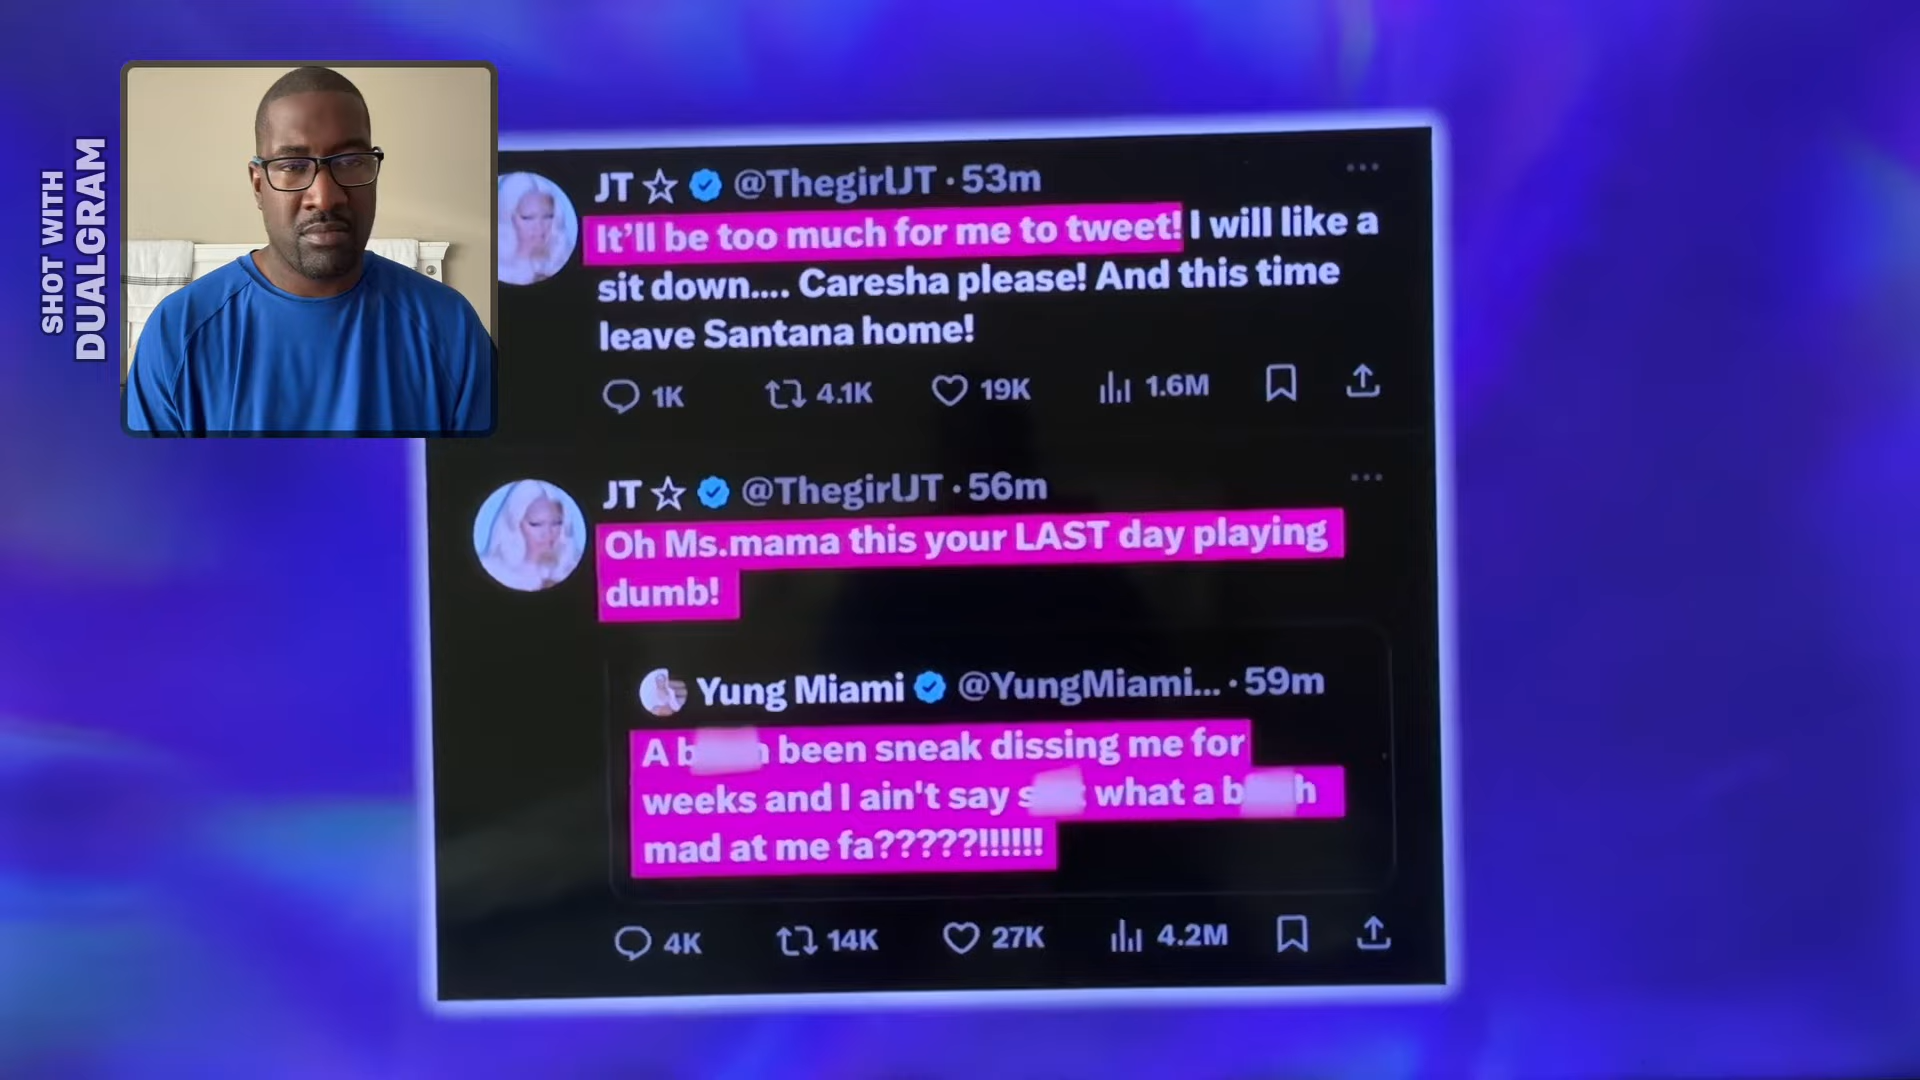 SHOT WITH
DUALGRAM
JT ☆ @ThegirlJT · 53m
It'll be too much for me to tweet! I will like a
sit down.... Caresha please! And this time
leave Santana home!
1K 4.1K 19K 1.6M
JT ☆ @ThegirlJT · 56m
Oh Ms.mama this your LAST day playing
dumb!
Yung Miami @YungMiami... · 59m
A b h been sneak dissing me for
weeks and I ain't say s what a b h
mad at me fa?????!!!!!!
4K 14K 27K 4.2M